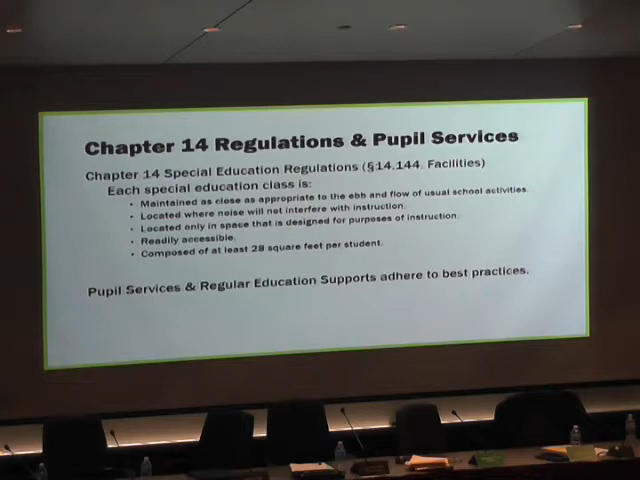 Chapter 14 Regulations & Pupil Services
Chapter 14 Special Education Regulations (§14.144. Facilities)
Each special education class is:
• Maintained as close as appropriate to the ebb and flow of usual school activities.
• Located where noise will not interfere with instruction.
• Located only in space that is designed for purposes of instruction.
• Readily accessible.
• Composed of at least 28 square feet per student.
Pupil Services & Regular Education Supports adhere to best practices.